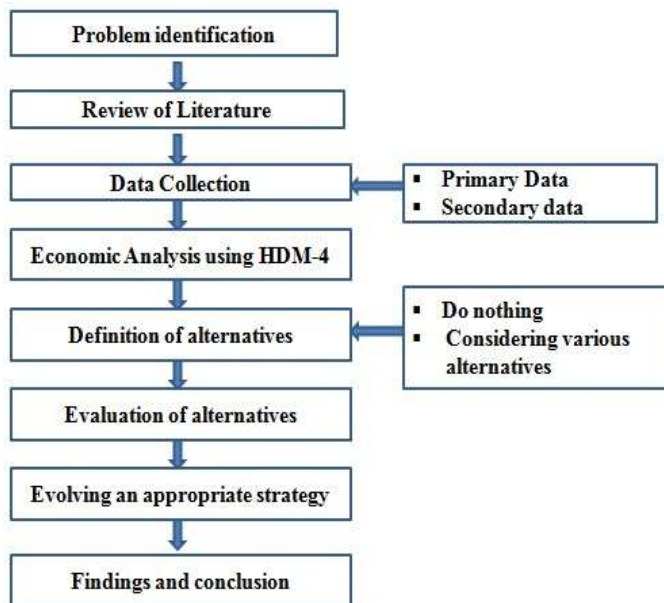 Problem identification
Review of Literature
Data Collection
▪ Primary Data
▪ Secondary data
Economic Analysis using HDM-4
Definition of alternatives
▪ Do nothing
▪ Considering various
alternatives
Evaluation of alternatives
Evolving an appropriate strategy
Findings and conclusion